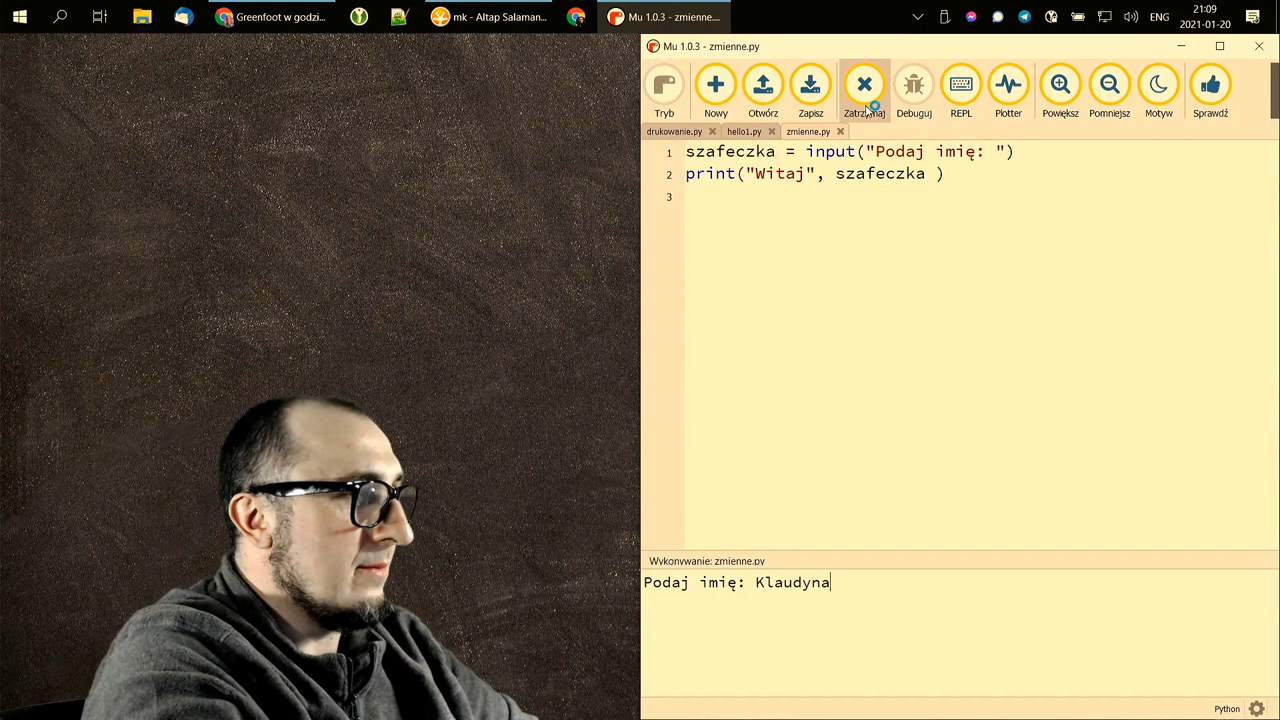 Greenfoot w godzi...
mk - Altap Salaman...
Mu 1.0.3 - zmienne....
ENG
21:09
2021-01-20
Mu 1.0.3 - zmienne.py
Tryb
Nowy
Otwórz
Zapisz
Zatrzymaj
Debuguj
REPL
Plotter
Powiększ
Pomniejsz
Motyw
Sprawdź
drukowanie.py
hello1.py
zmienne.py
1 szafeczka = input("Podaj imię: ")
2 print("Witaj", szafeczka )
3
Wykonywanie: zmienne.py
Podaj imię: Klaudyna
Python